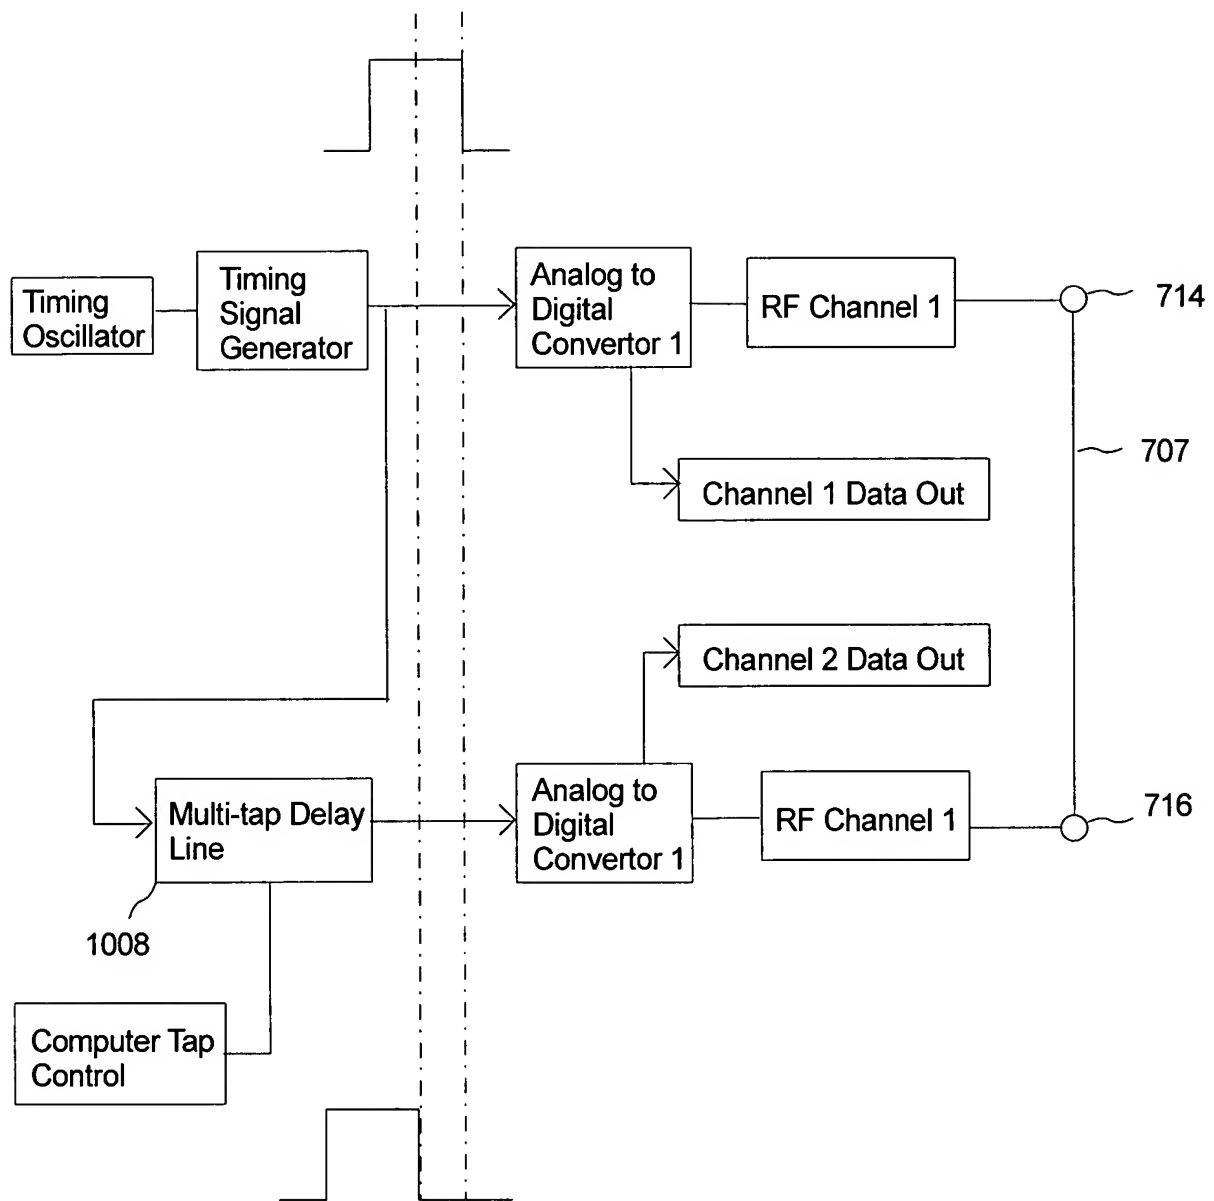 Timing
Oscillator
Timing
Signal
Generator
Analog to
Digital
Convertor 1
RF Channel 1
714
707
Channel 1 Data Out
Channel 2 Data Out
Multi-tap Delay
Line
Analog to
Digital
Convertor 1
RF Channel 1
716
1008
Computer Tap
Control